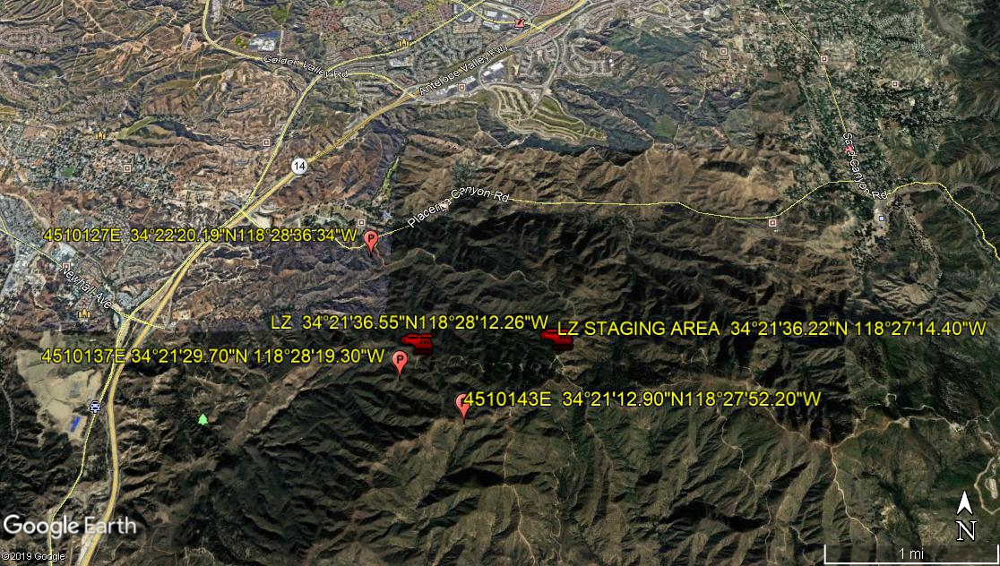 Golden Valley Rd
Antelope Valley Fwy
Sand Canyon Rd
14
Placerita Canyon Rd
4510127E 34°22'20.19"N118°28'36.34"W
P
Newhall Ave
LZ 34°21'36.55"N118°28'12.26"W
LZ STAGING AREA 34°21'36.22"N 118°27'14.40"W
4510137E 34°21'29.70"N 118°28'19.30"W
P
4510143E 34°21'12.90"N118°27'52.20"W
Google Earth
N
©2019 Google
1 mi